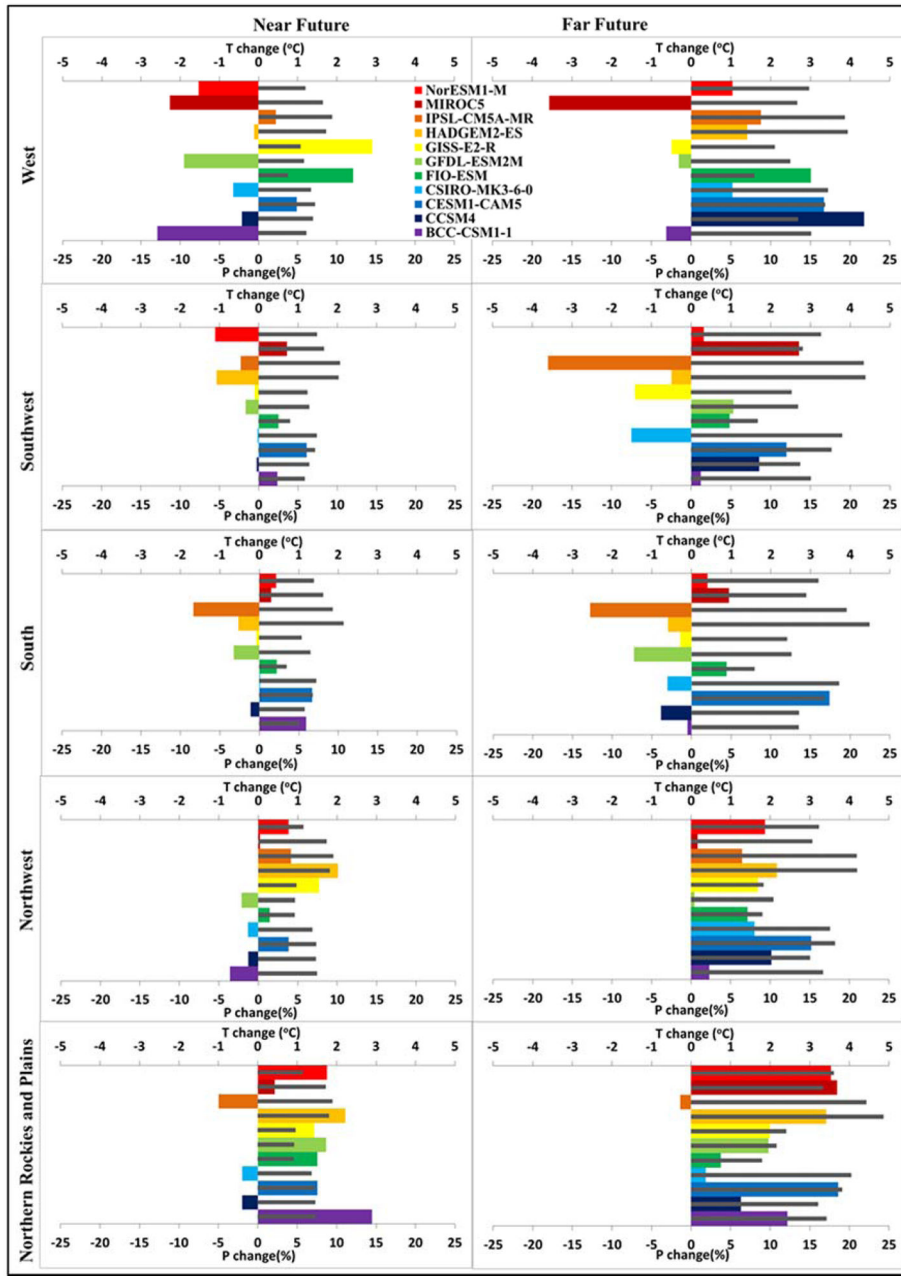 Near Future Far Future
T change (°C) T change (°C)
-5 -4 -3 -2 -1 0 1 2 3 4 5 -5 -4 -3 -2 -1 0 1 2 3 4 5
NorESM1-M
MIROC5
IPSL-CM5A-MR
HADGEM2-ES
GISS-E2-R
GFDL-ESM2M
FIO-ESM
CSIRO-MK3-6-0
CESM1-CAM5
CCSM4
BCC-CSM1-1
West
-25 -20 -15 -10 -5 0 5 10 15 20 25 -25 -20 -15 -10 -5 0 5 10 15 20 25
P change(%) P change(%)
T change (°C) T change (°C)
-5 -4 -3 -2 -1 0 1 2 3 4 5 -5 -4 -3 -2 -1 0 1 2 3 4 5
Southwest
-25 -20 -15 -10 -5 0 5 10 15 20 25 -25 -20 -15 -10 -5 0 5 10 15 20 25
P change(%) P change(%)
T change (°C) T change (°C)
-5 -4 -3 -2 -1 0 1 2 3 4 5 -5 -4 -3 -2 -1 0 1 2 3 4 5
South
-25 -20 -15 -10 -5 0 5 10 15 20 25 -25 -20 -15 -10 -5 0 5 10 15 20 25
P change(%) P change(%)
T change (°C) T change (°C)
-5 -4 -3 -2 -1 0 1 2 3 4 5 -5 -4 -3 -2 -1 0 1 2 3 4 5
Northwest
-25 -20 -15 -10 -5 0 5 10 15 20 25 -25 -20 -15 -10 -5 0 5 10 15 20 25
P change(%) P change(%)
T change (°C) T change (°C)
-5 -4 -3 -2 -1 0 1 2 3 4 5 -5 -4 -3 -2 -1 0 1 2 3 4 5
Northern Rockies and Plains
-25 -20 -15 -10 -5 0 5 10 15 20 25 -25 -20 -15 -10 -5 0 5 10 15 20 25
P change(%) P change(%)